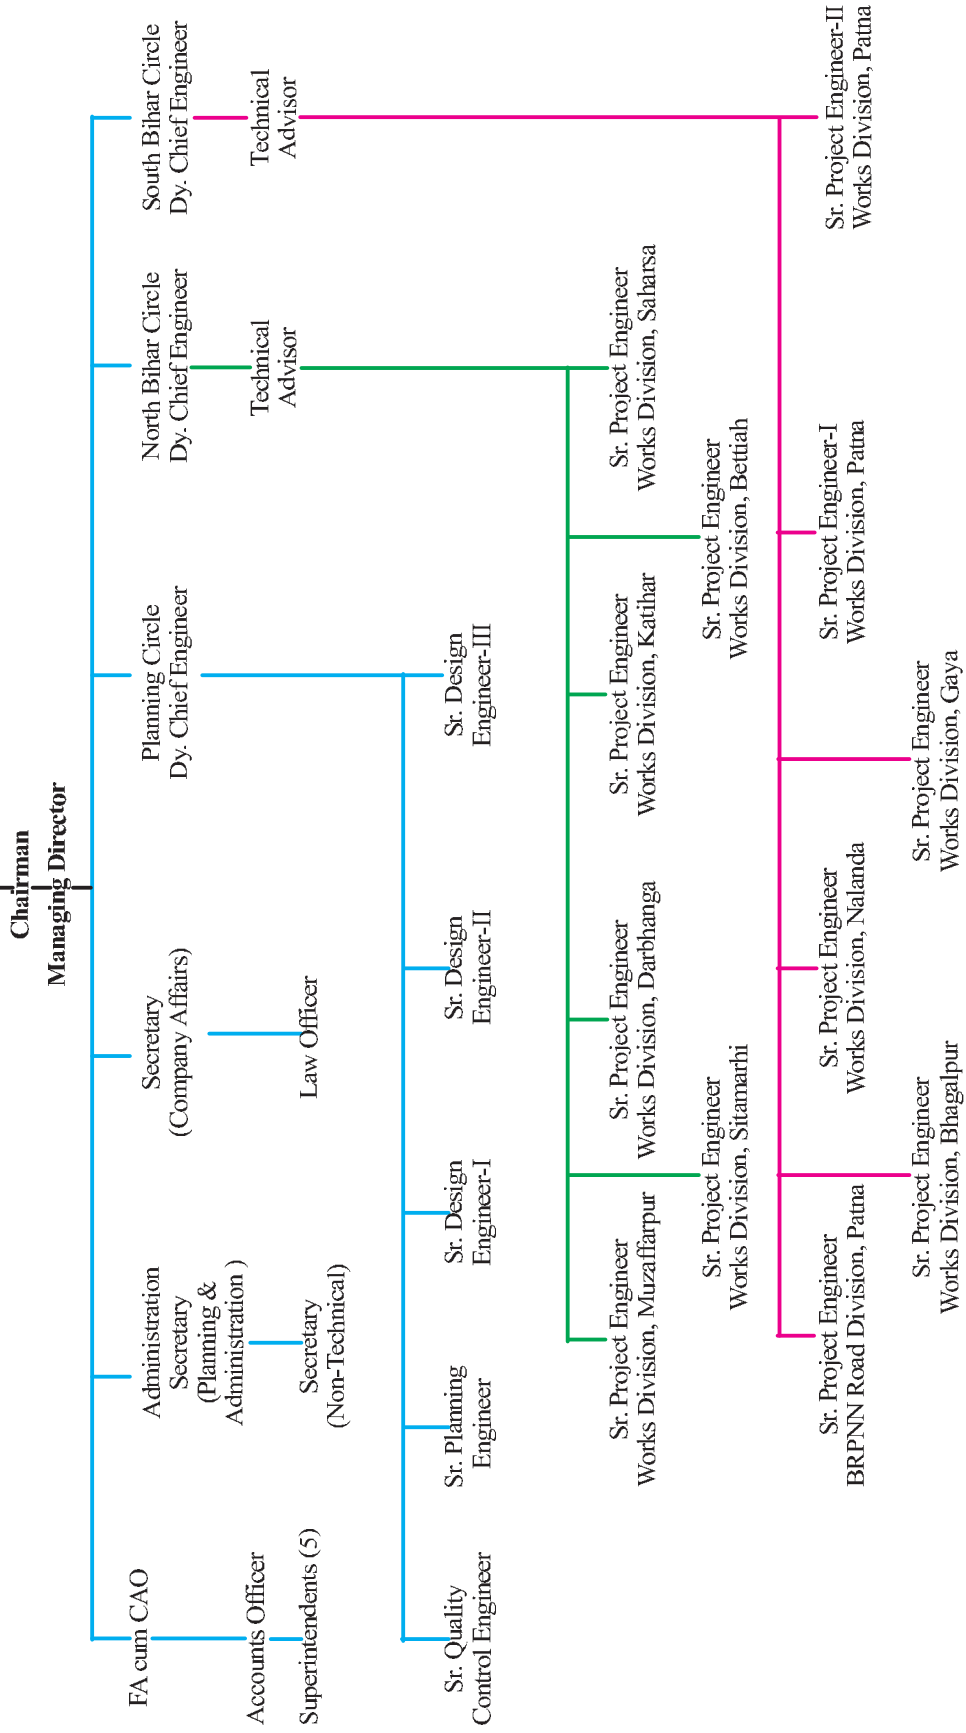 Chairman
Managing Director
FA cum CAO
Accounts Officer
Superintendents (5)
Administration
Secretary
(Planning &
Administration )
Secretary
(Non-Technical)
Secretary
(Company Affairs)
Law Officer
Planning Circle
Dy. Chief Engineer
North Bihar Circle
Dy. Chief Engineer
Technical
Advisor
South Bihar Circle
Dy. Chief Engineer
Technical
Advisor
Sr. Quality
Control Engineer
Sr. Planning
Engineer
Sr. Design
Engineer-I
Sr. Design
Engineer-II
Sr. Design
Engineer-III
Sr. Project Engineer
Works Division, Muzaffarpur
Sr. Project Engineer
Works Division, Sitamarhi
Sr. Project Engineer
Works Division, Darbhanga
Sr. Project Engineer
Works Division, Katihar
Sr. Project Engineer
Works Division, Bettiah
Sr. Project Engineer
Works Division, Saharsa
Sr. Project Engineer
BRPNN Road Division, Patna
Sr. Project Engineer
Works Division, Bhagalpur
Sr. Project Engineer
Works Division, Nalanda
Sr. Project Engineer
Works Division, Gaya
Sr. Project Engineer-I
Works Division, Patna
Sr. Project Engineer-II
Works Division, Patna